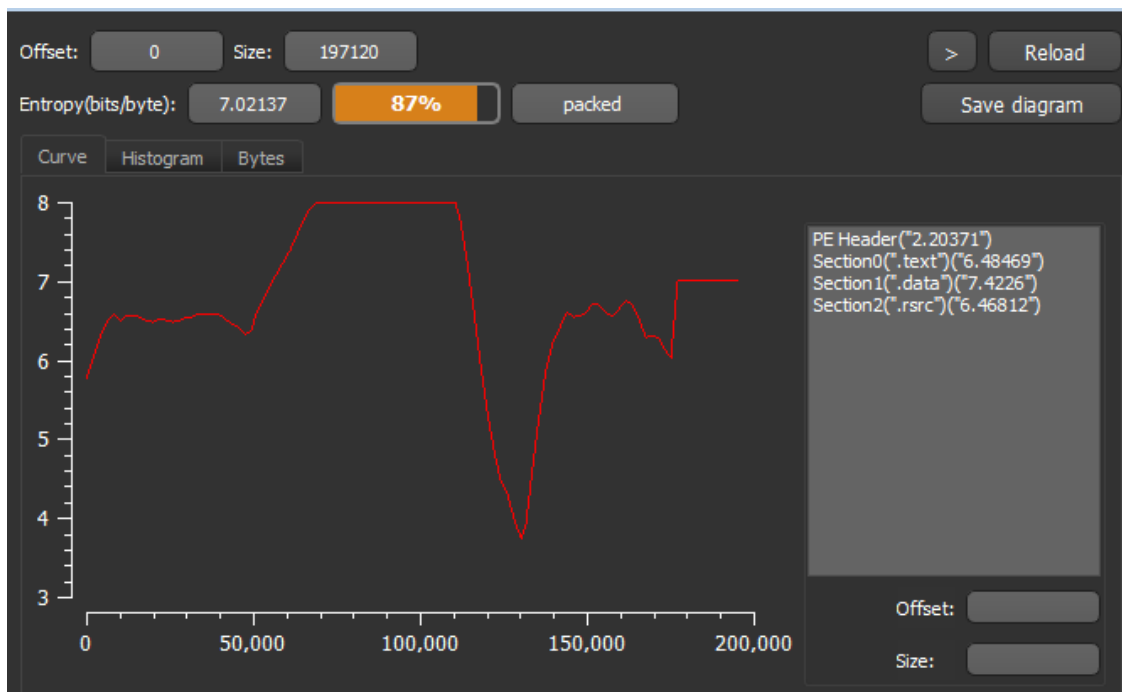 Offset: 0 Size: 197120 > Reload
Entropy(bits/byte): 7.02137 87% packed Save diagram
Curve Histogram Bytes
8
7
6
5
4
3
0 50,000 100,000 150,000 200,000
PE Header("2.20371")
Section0(".text")("6.48469")
Section1(".data")("7.4226")
Section2(".rsrc")("6.46812")
Offset:
Size: